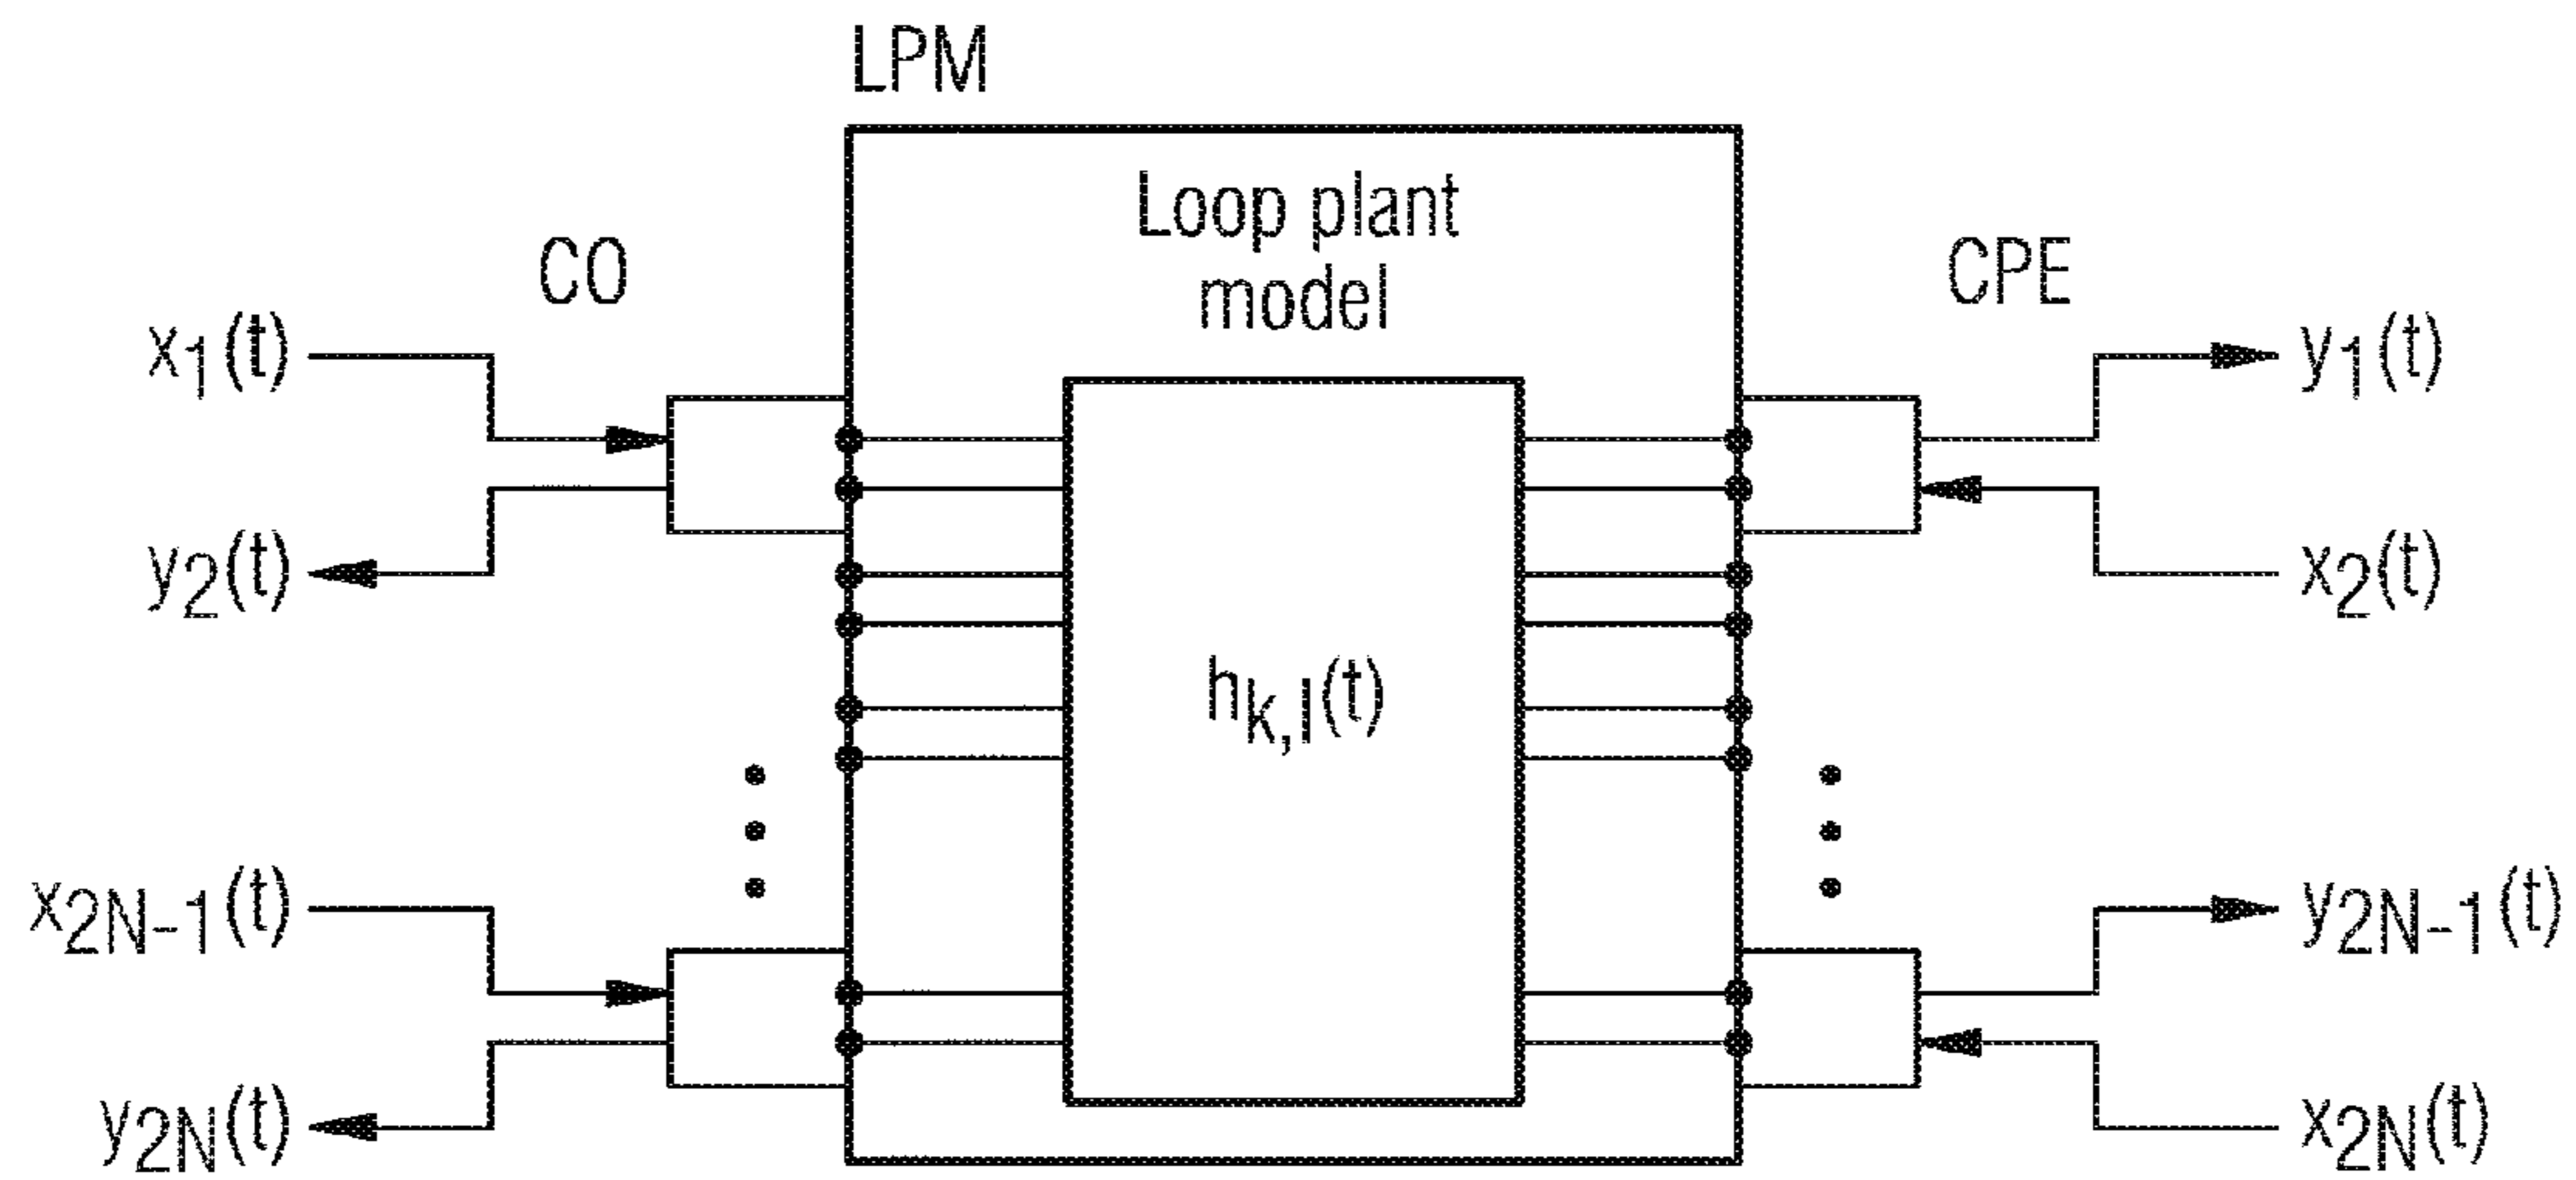 LPM
Loop plant
model
CO
CPE
x1(t)
y1(t)
y2(t)
x2(t)
hk,l(t)
x2N-1(t)
y2N-1(t)
y2N(t)
x2N(t)